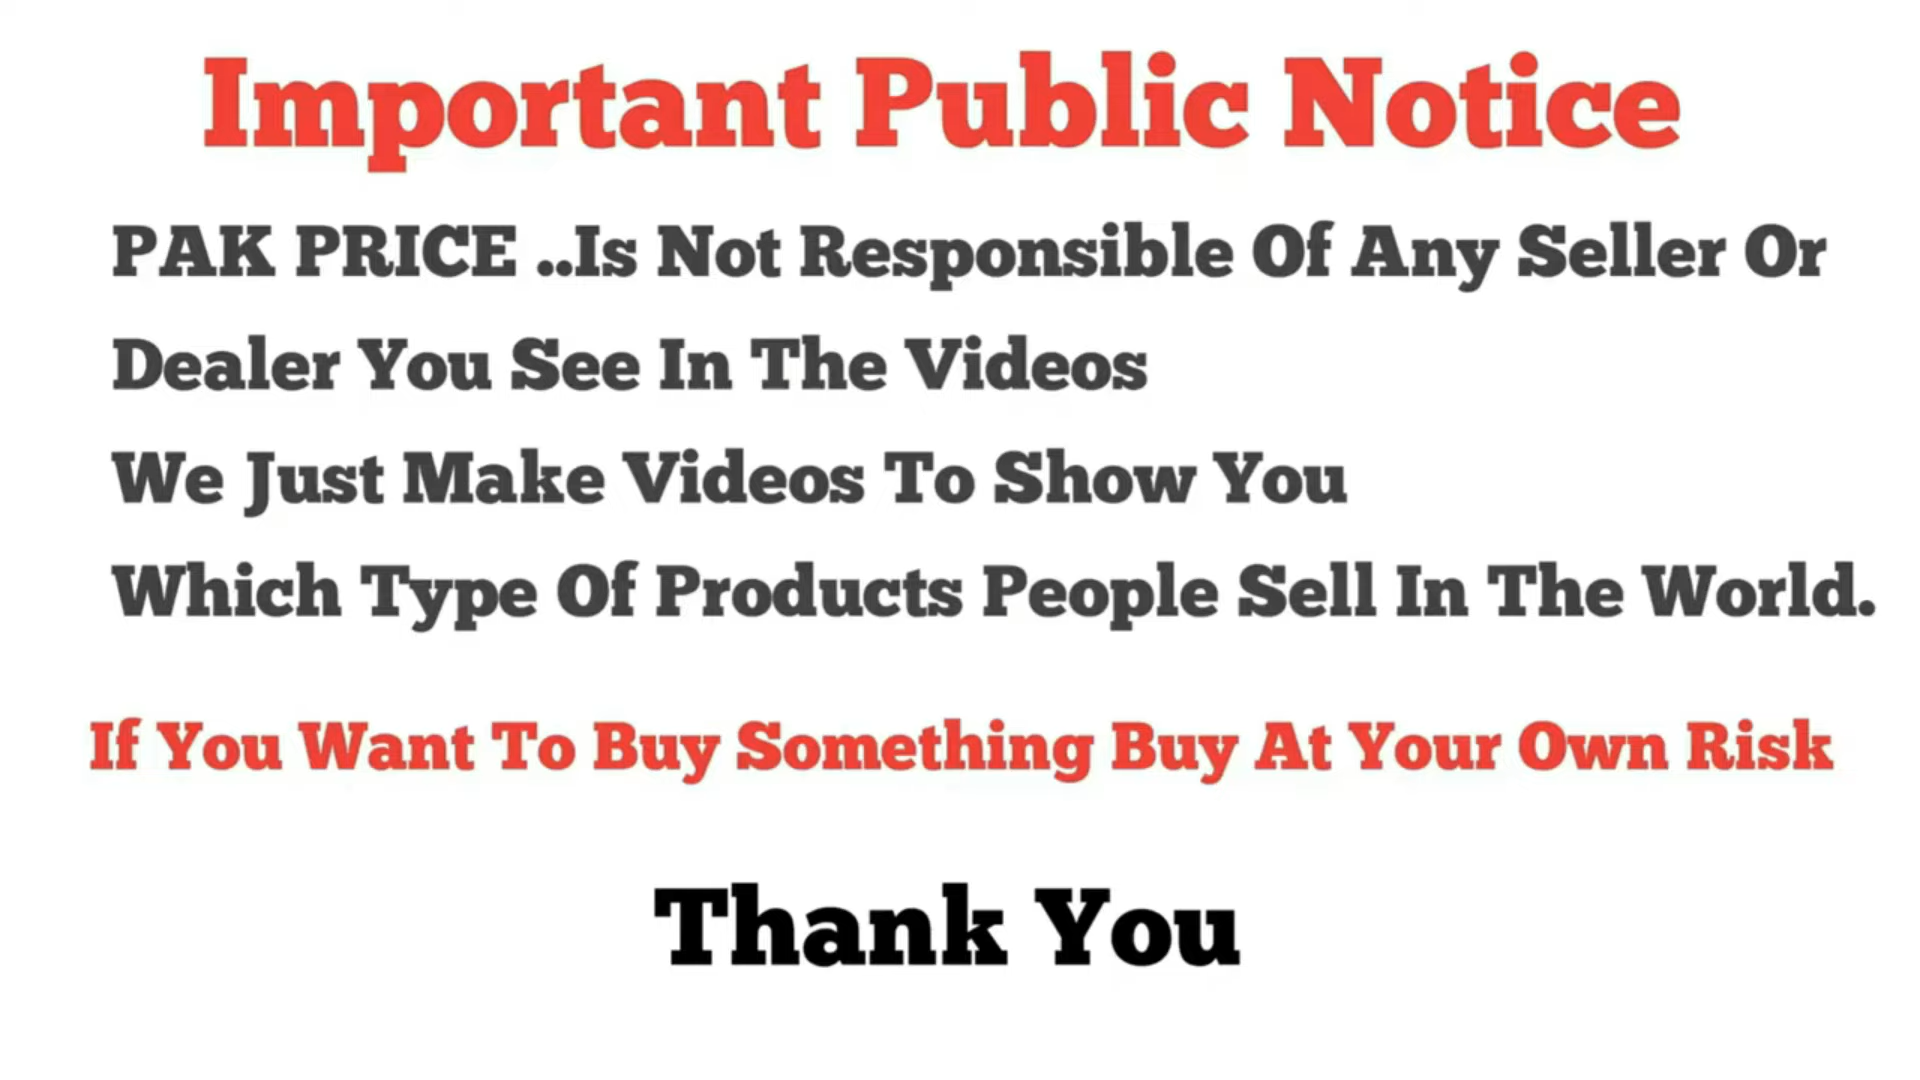 Important Public Notice
PAK PRICE ..Is Not Responsible Of Any Seller Or
Dealer You See In The Videos
We Just Make Videos To Show You
Which Type Of Products People Sell In The World.
If You Want To Buy Something Buy At Your Own Risk
Thank You